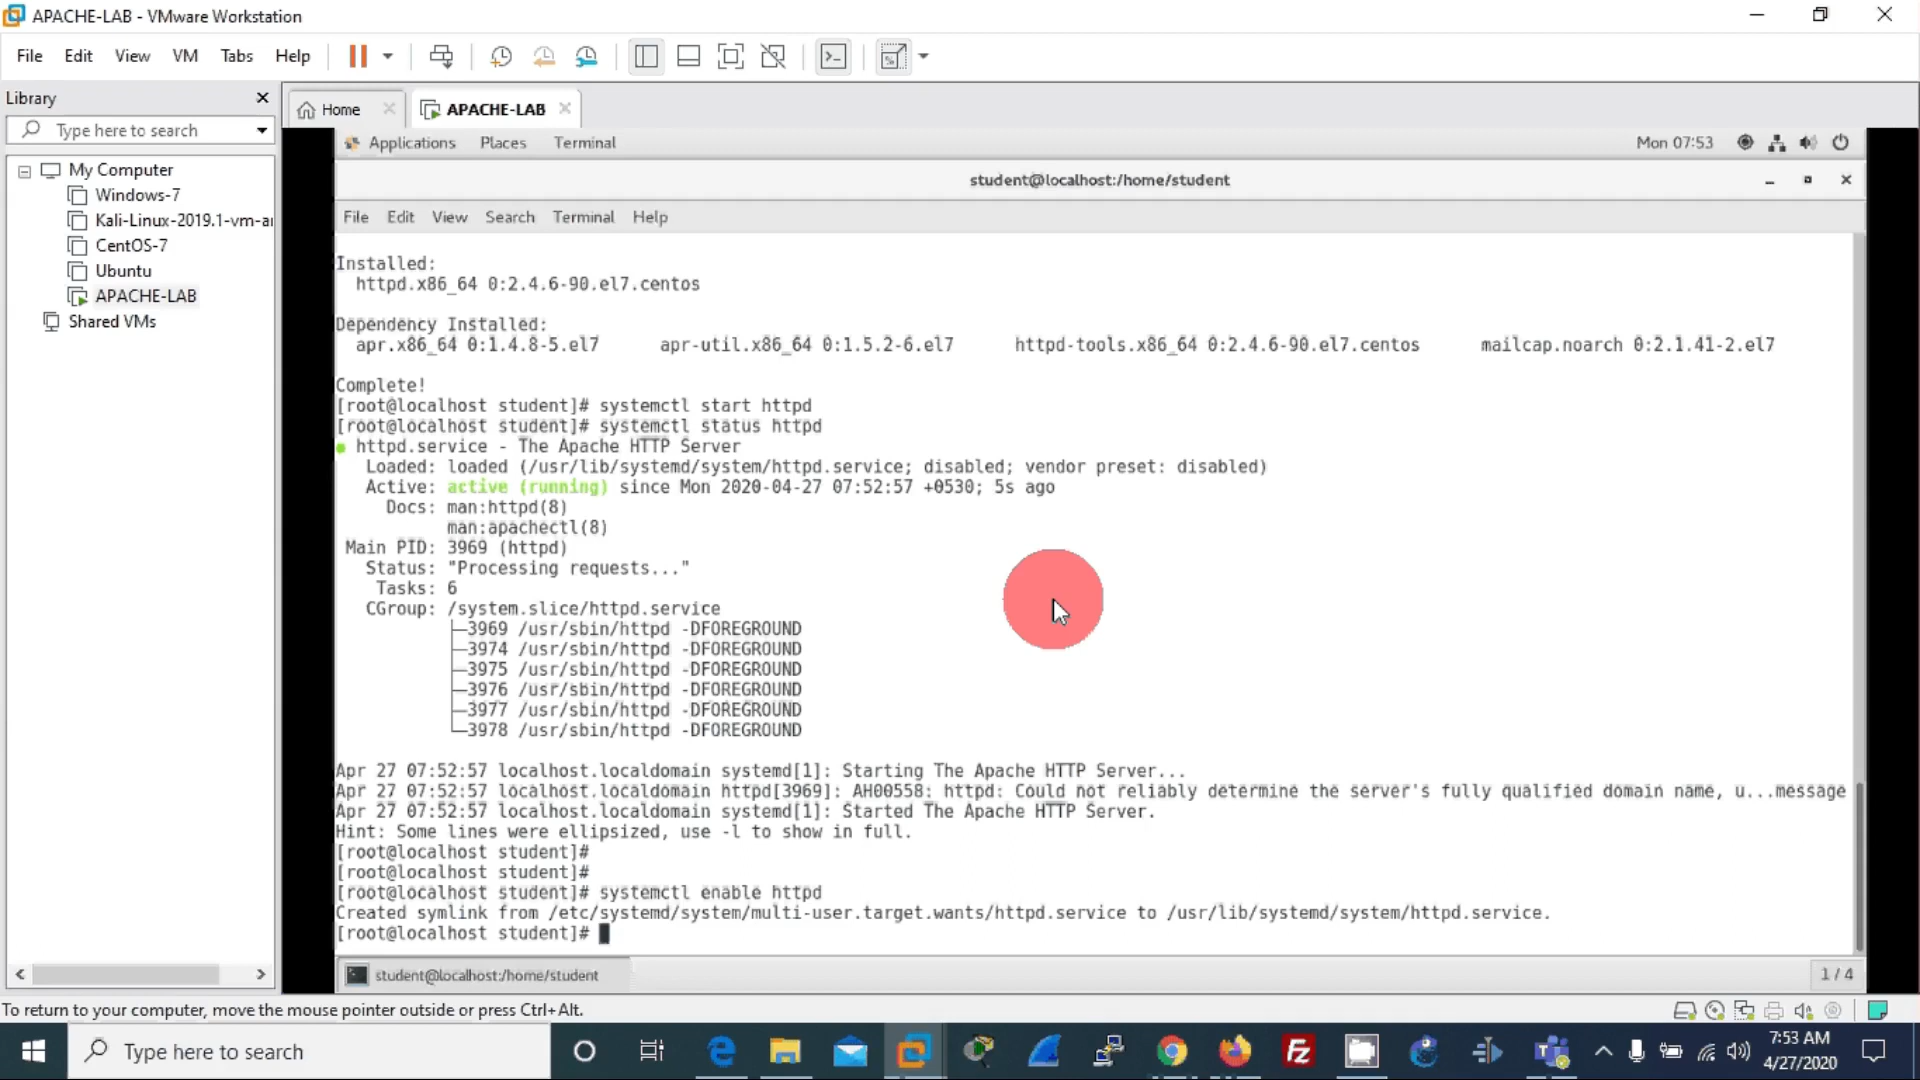 APACHE-LAB - VMware Workstation
File Edit View VM Tabs Help
Library
Type here to search
My Computer
Windows-7
Kali-Linux-2019.1-vm-a
CentOS-7
Ubuntu
APACHE-LAB
Shared VMs
Home APACHE-LAB
Applications Places Terminal Mon 07:53
student@localhost:/home/student
File Edit View Search Terminal Help
Installed:
httpd.x86_64 0:2.4.6-90.el7.centos
Dependency Installed:
apr.x86_64 0:1.4.8-5.el7 apr-util.x86_64 0:1.5.2-6.el7 httpd-tools.x86_64 0:2.4.6-90.el7.centos mailcap.noarch 0:2.1.41-2.el7
Complete!
[root@localhost student]# systemctl start httpd
[root@localhost student]# systemctl status httpd
● httpd.service - The Apache HTTP Server
Loaded: loaded (/usr/lib/systemd/system/httpd.service; disabled; vendor preset: disabled)
Active: active (running) since Mon 2020-04-27 07:52:57 +0530; 5s ago
Docs: man:httpd(8)
man:apachectl(8)
Main PID: 3969 (httpd)
Status: "Processing requests..."
Tasks: 6
CGroup: /system.slice/httpd.service
├─3969 /usr/sbin/httpd -DFOREGROUND
├─3974 /usr/sbin/httpd -DFOREGROUND
├─3975 /usr/sbin/httpd -DFOREGROUND
├─3976 /usr/sbin/httpd -DFOREGROUND
├─3977 /usr/sbin/httpd -DFOREGROUND
└─3978 /usr/sbin/httpd -DFOREGROUND
Apr 27 07:52:57 localhost.localdomain systemd[1]: Starting The Apache HTTP Server...
Apr 27 07:52:57 localhost.localdomain httpd[3969]: AH00558: httpd: Could not reliably determine the server's fully qualified domain name, u...message
Apr 27 07:52:57 localhost.localdomain systemd[1]: Started The Apache HTTP Server.
Hint: Some lines were ellipsized, use -l to show in full.
[root@localhost student]#
[root@localhost student]#
[root@localhost student]# systemctl enable httpd
Created symlink from /etc/systemd/system/multi-user.target.wants/httpd.service to /usr/lib/systemd/system/httpd.service.
[root@localhost student]#
student@localhost:/home/student 1 / 4
To return to your computer, move the mouse pointer outside or press Ctrl+Alt.
Type here to search
Fz
7:53 AM
4/27/2020